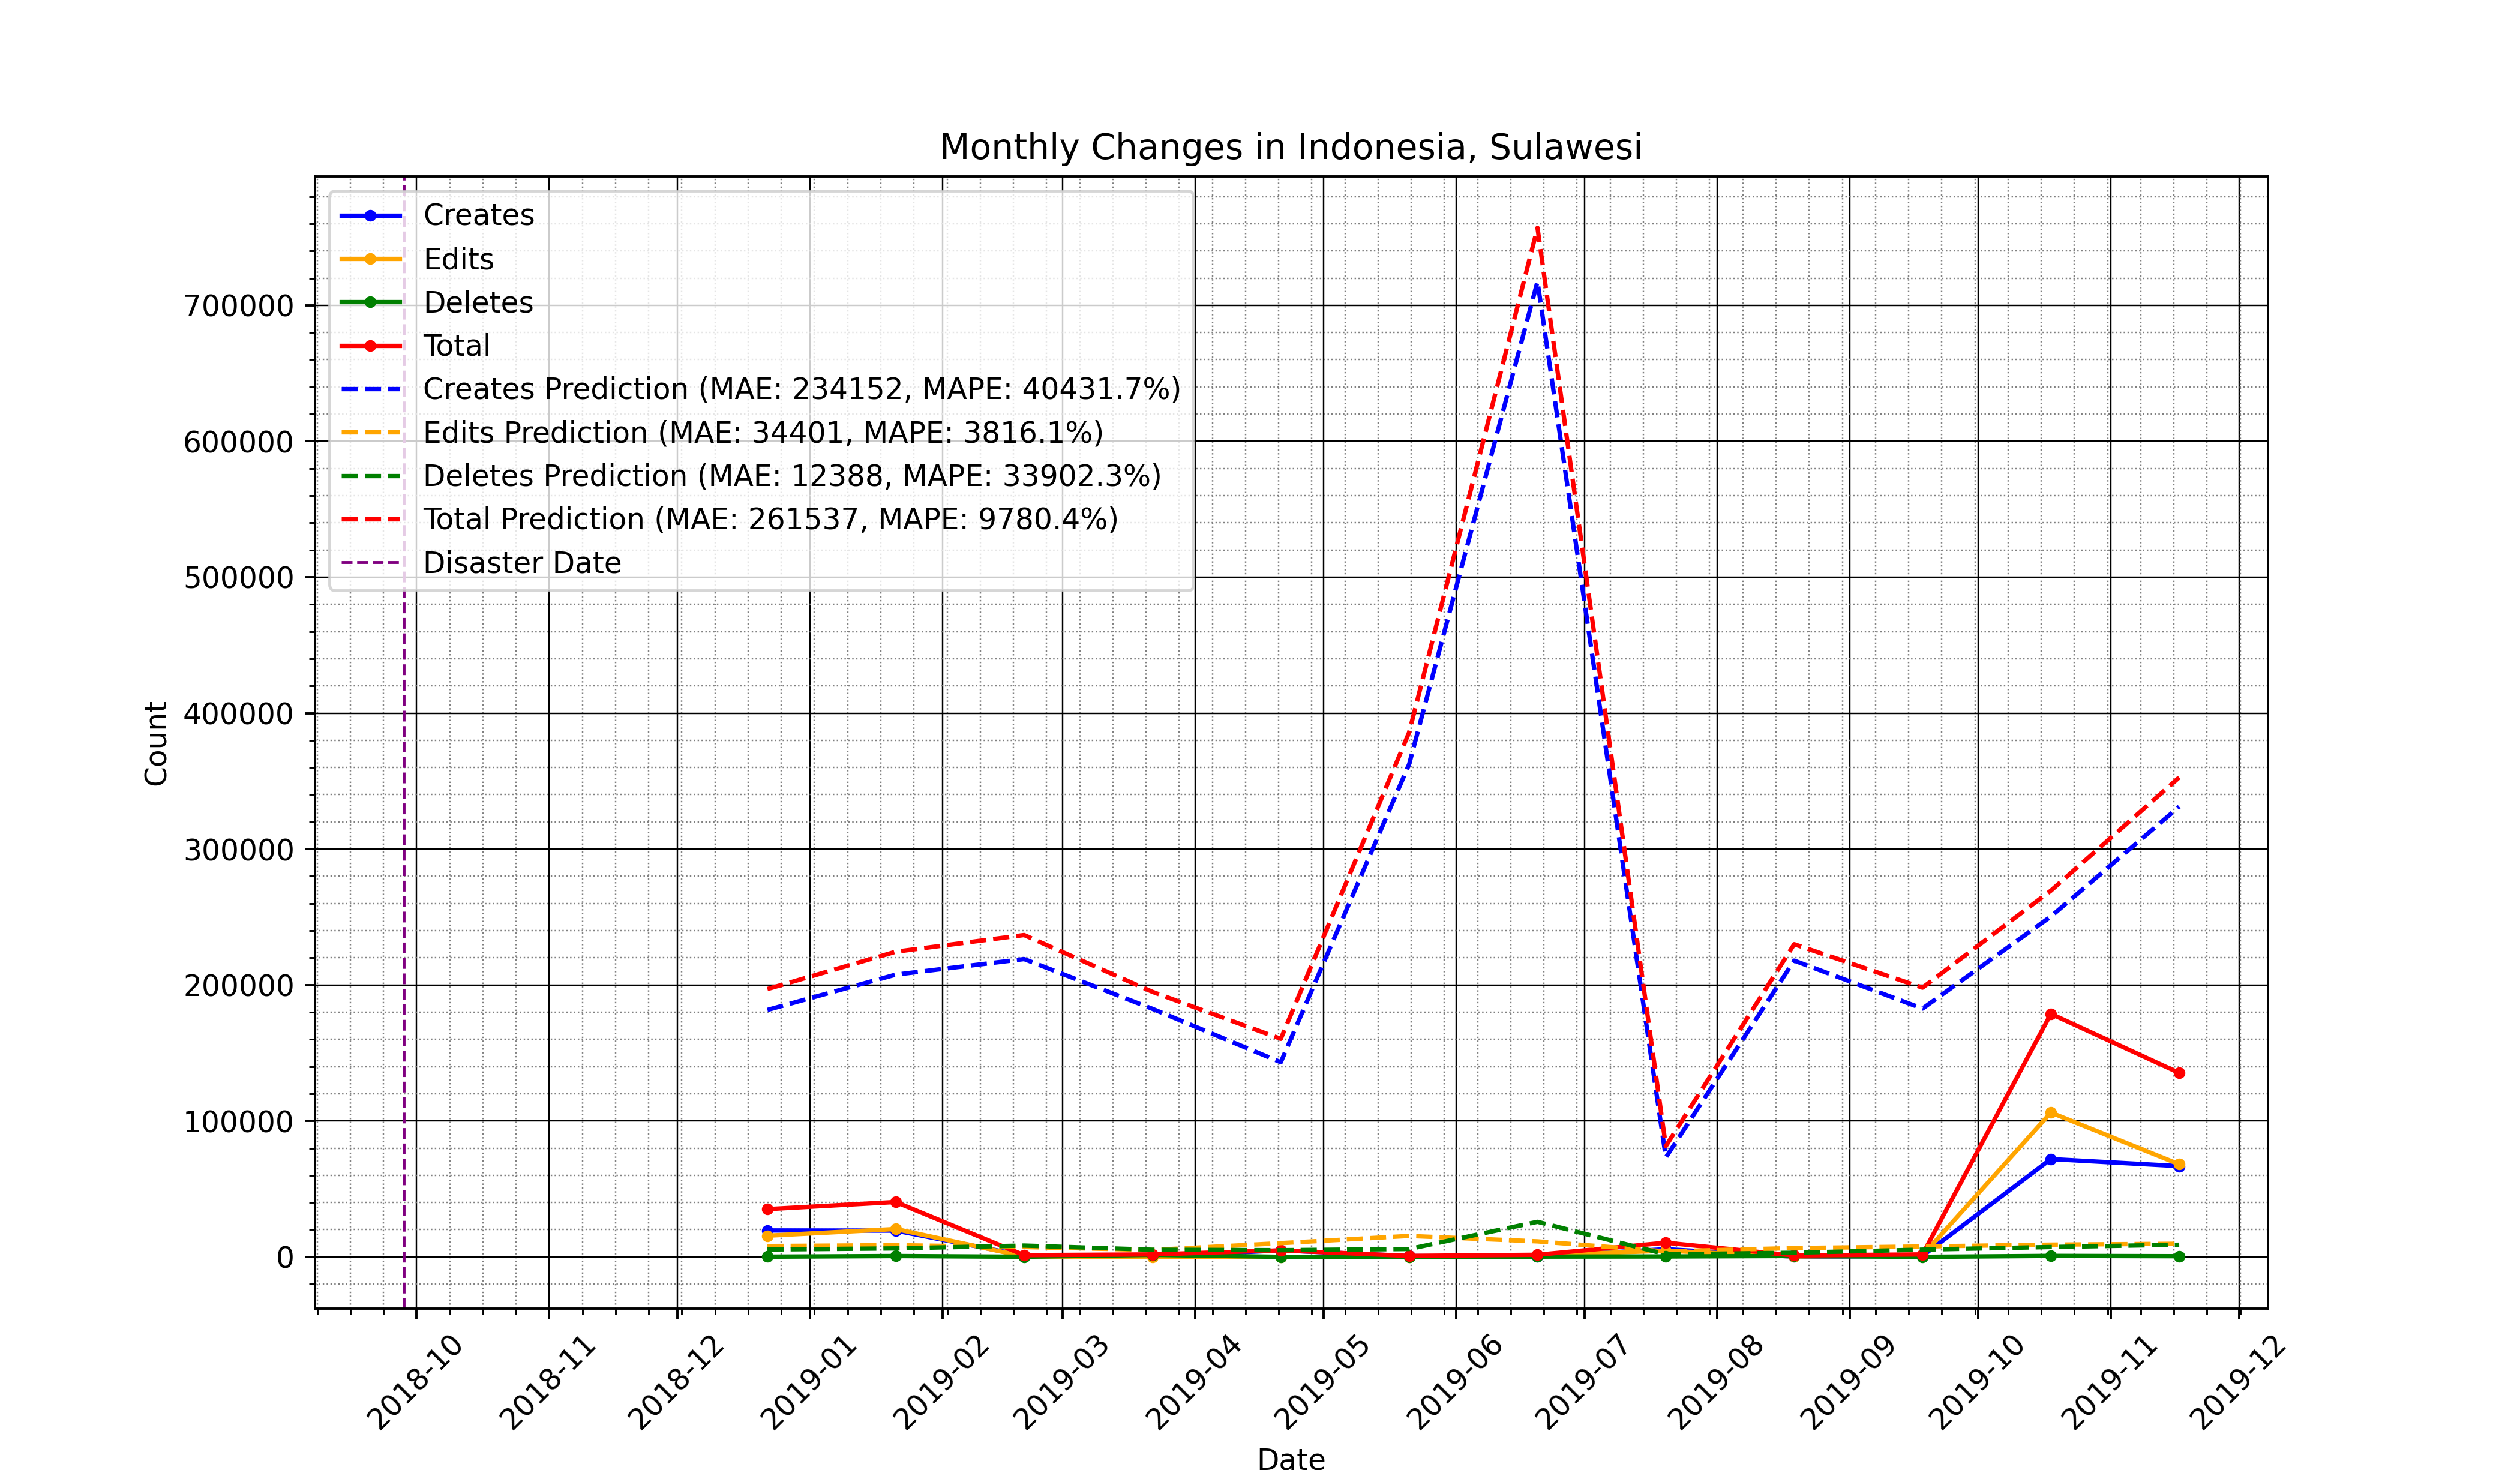 Monthly Changes in Indonesia, Sulawesi
Creates
Edits
Deletes
Total
Creates Prediction (MAE: 234152, MAPE: 40431.7%)
Edits Prediction (MAE: 34401, MAPE: 3816.1%)
Deletes Prediction (MAE: 12388, MAPE: 33902.3%)
Total Prediction (MAE: 261537, MAPE: 9780.4%)
Disaster Date
Count
700000
600000
500000
400000
300000
200000
100000
0
2018-10
2018-11
2018-12
2019-01
2019-02
2019-03
2019-04
2019-05
2019-06
2019-07
2019-08
2019-09
2019-10
2019-11
2019-12
Date